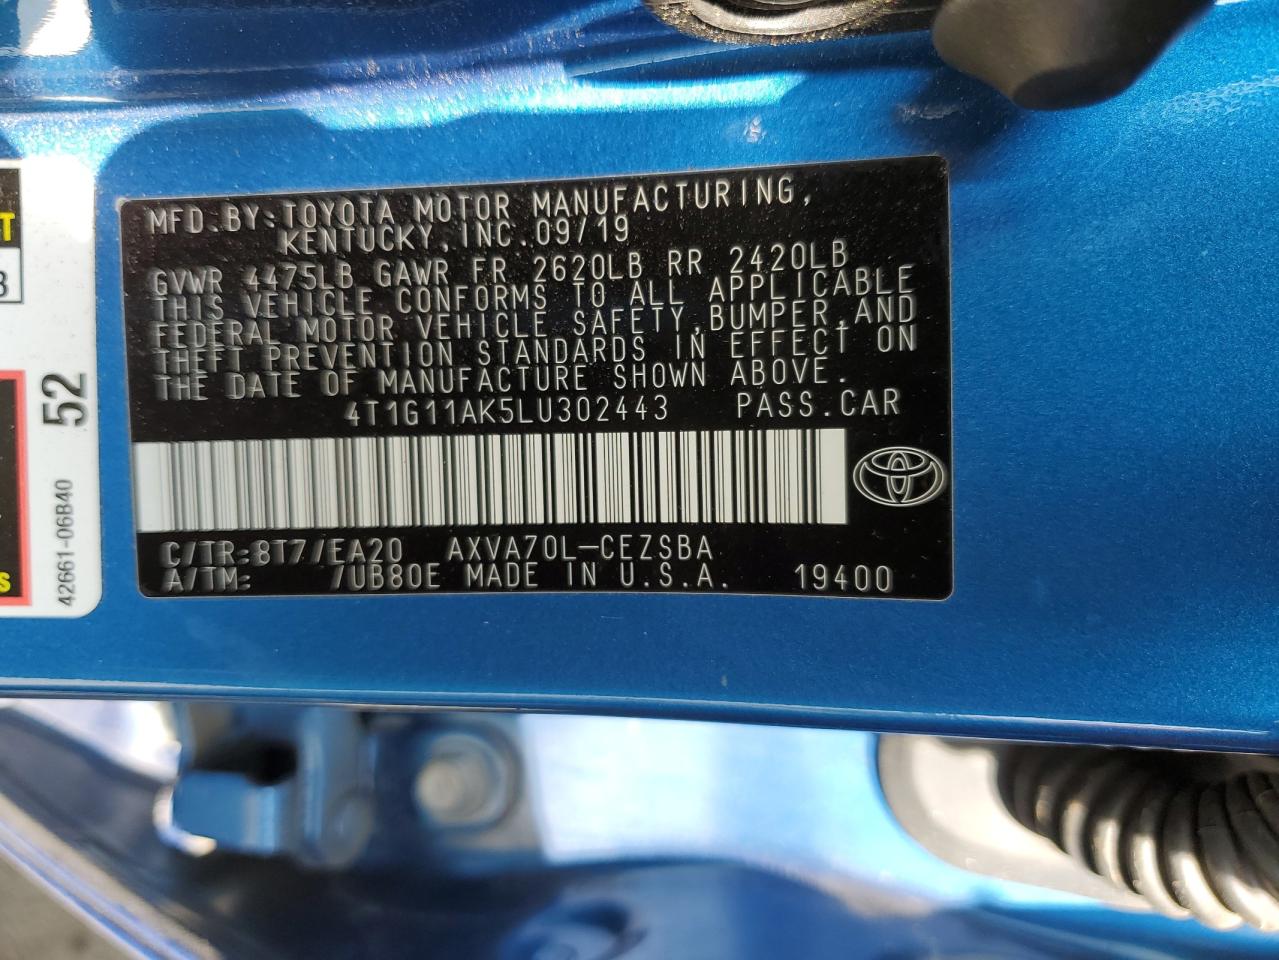 MFD.BY:TOYOTA MOTOR MANUFACTURING,
KENTUCKY,INC.09/19
GVWR 4475LB GAWR FR 2620LB RR 2420LB
THIS VEHICLE CONFORMS TO ALL APPLICABLE
FEDERAL MOTOR VEHICLE SAFETY,BUMPER,AND
THEFT PREVENTION STANDARDS IN EFFECT ON
THE DATE OF MANUFACTURE SHOWN ABOVE.
4T1G11AK5LU302443 PASS.CAR
C/TR:8T7/EA20 AXVA70L-CEZSBA
A/TM: /UB80E MADE IN U.S.A. 19400
52
42661-06B40